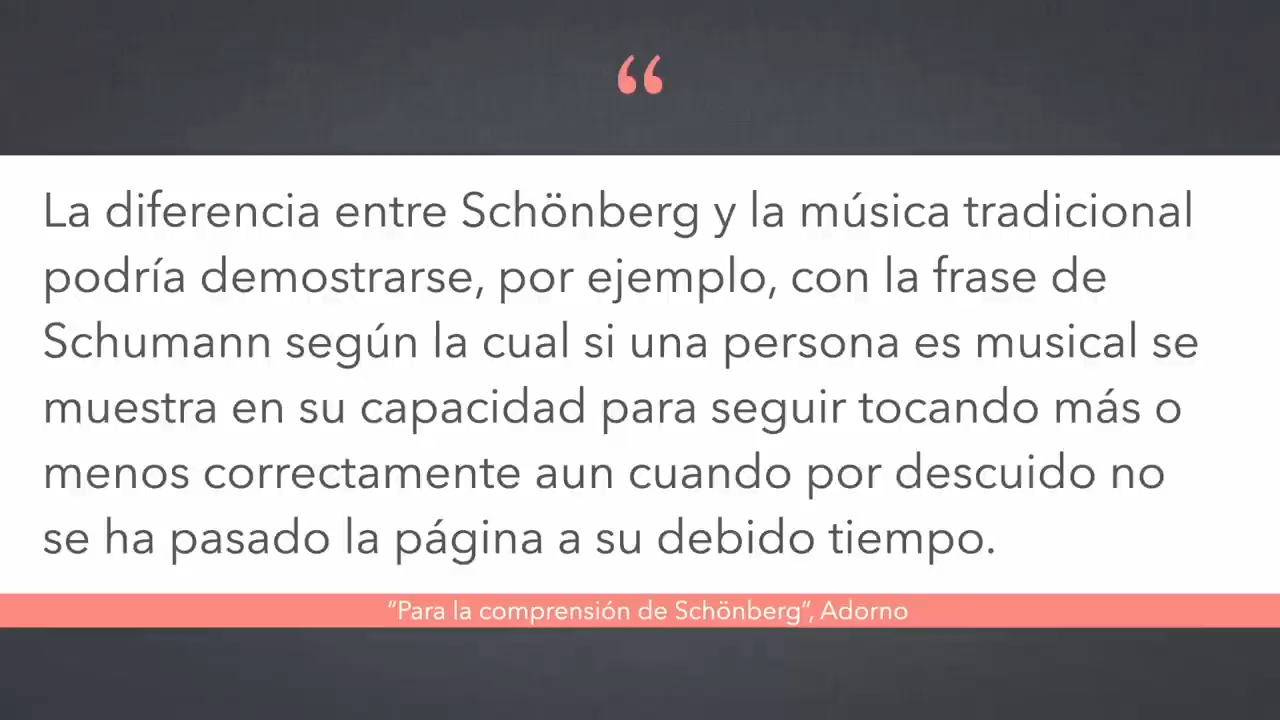 “
La diferencia entre Schönberg y la música tradicional
podría demostrarse, por ejemplo, con la frase de
Schumann según la cual si una persona es musical se
muestra en su capacidad para seguir tocando más o
menos correctamente aun cuando por descuido no
se ha pasado la página a su debido tiempo.
“Para la comprensión de Schönberg“, Adorno